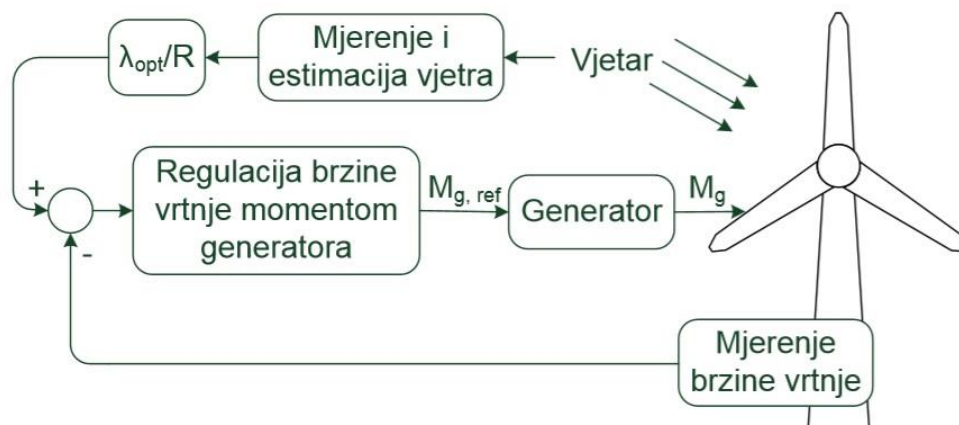 λopt/R
Mjerenje i
estimacija vjetra
Vjetar
+
-
Regulacija brzine
vrtnje momentom
generatora
Mg, ref
Generator
Mg
Mjerenje
brzine vrtnje